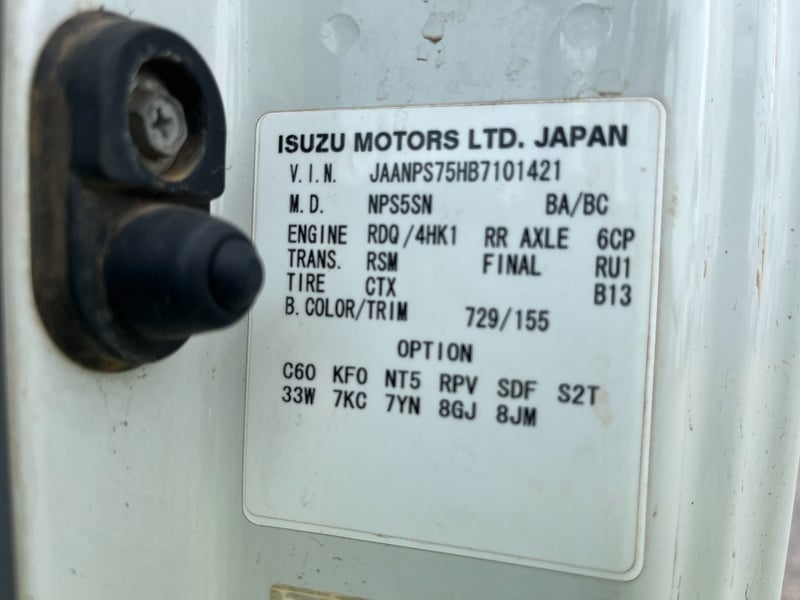 ISUZU MOTORS LTD. JAPAN
V.I.N. JAANPS75HB7101421
M.D. NPS5SN BA/BC
ENGINE RDQ/4HK1 RR AXLE 6CP
TRANS. RSM FINAL RU1
TIRE CTX B13
B.COLOR/TRIM 729/155
OPTION
C60 KF0 NT5 RPV SDF S2T
33W 7KC 7YN 8GJ 8JM